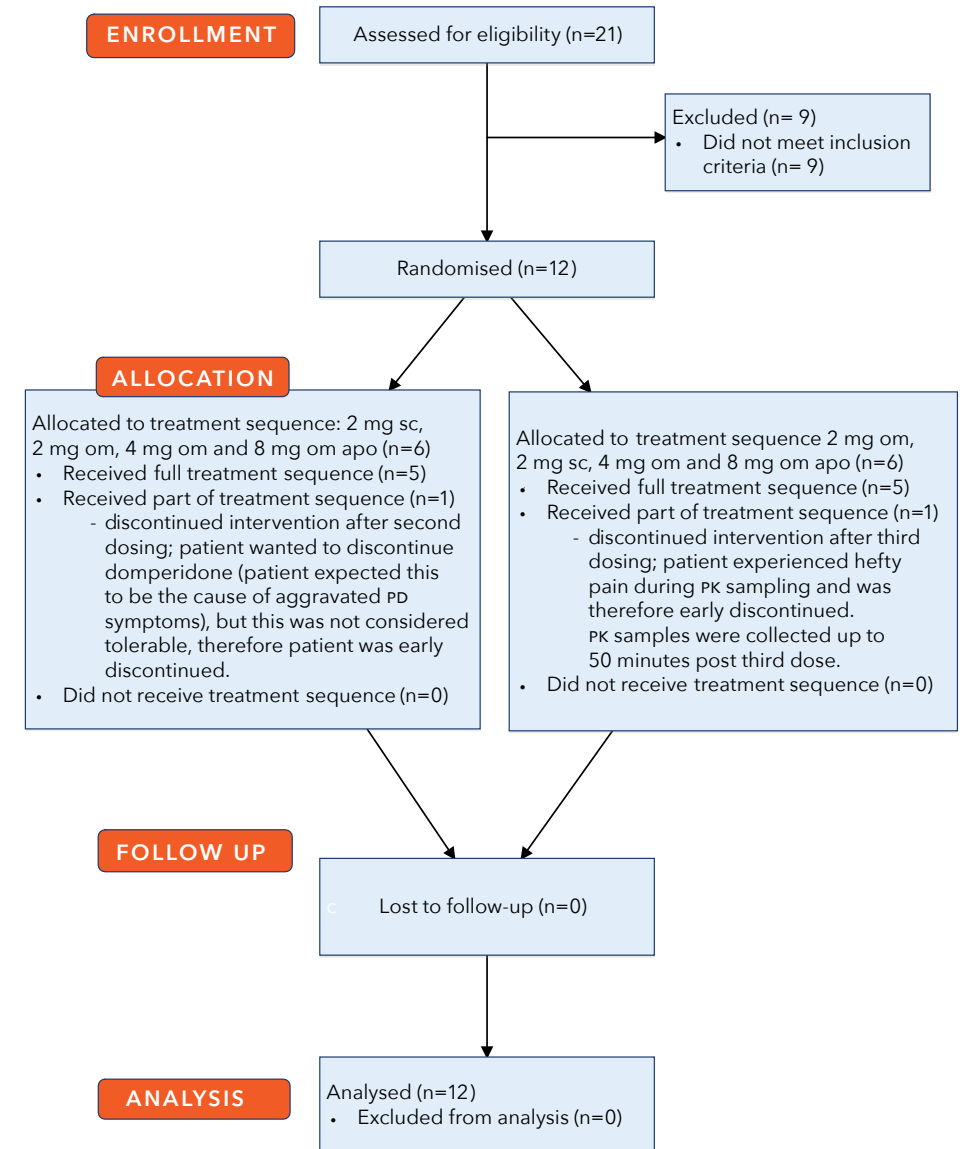 ENROLLMENT
Assessed for eligibility (n=21)
Excluded (n= 9)
• Did not meet inclusion
criteria (n= 9)
Randomised (n=12)
ALLOCATION
Allocated to treatment sequence: 2 mg sc,
2 mg om, 4 mg om and 8 mg om apo (n=6)
• Received full treatment sequence (n=5)
• Received part of treatment sequence (n=1)
- discontinued intervention after second
dosing; patient wanted to discontinue
domperidone (patient expected this
to be the cause of aggravated PD
symptoms), but this was not considered
tolerable, therefore patient was early
discontinued.
• Did not receive treatment sequence (n=0)
Allocated to treatment sequence 2 mg om,
2 mg sc, 4 mg om and 8 mg om apo (n=6)
• Received full treatment sequence (n=5)
• Received part of treatment sequence (n=1)
- discontinued intervention after third
dosing; patient experienced hefty
pain during PK sampling and was
therefore early discontinued.
PK samples were collected up to
50 minutes post third dose.
• Did not receive treatment sequence (n=0)
FOLLOW UP
c Lost to follow-up (n=0)
ANALYSIS
Analysed (n=12)
• Excluded from analysis (n=0)